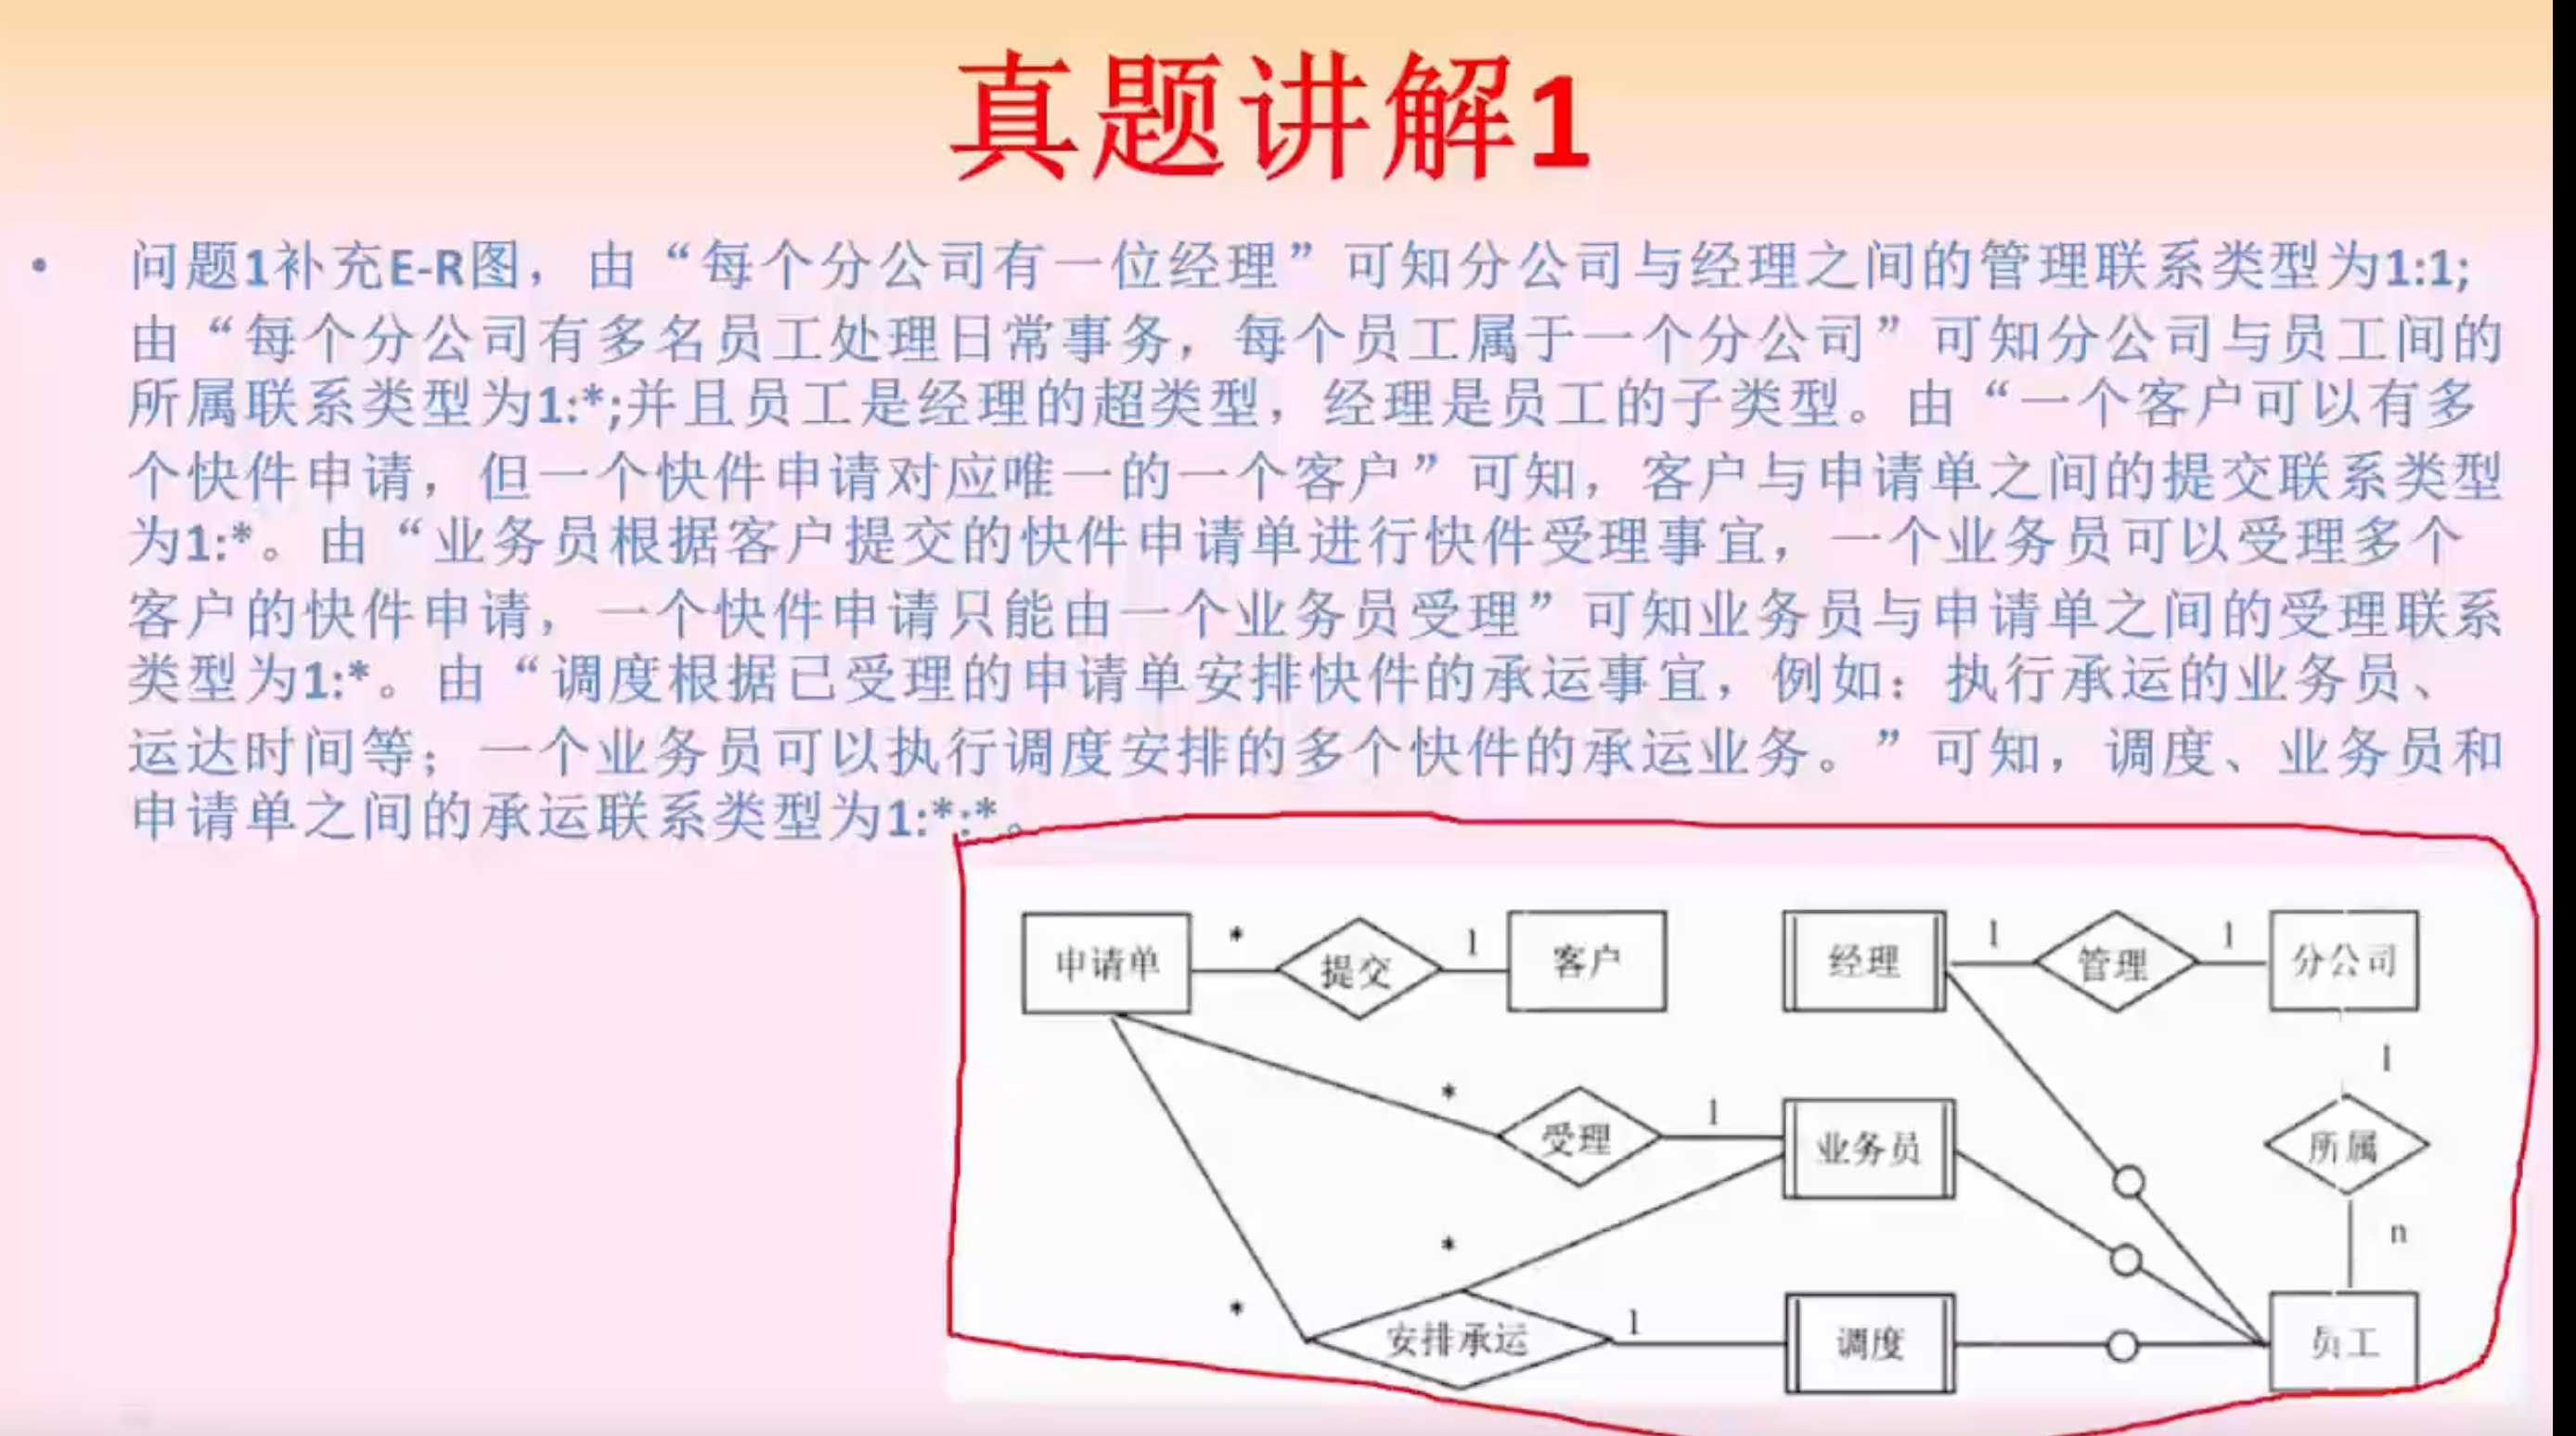 真题讲解1
• 问题1补充E-R图，由“每个分公司有一位经理”可知分公司与经理之间的管理联系类型为1:1;
由“每个分公司有多名员工处理日常事务，每个员工属于一个分公司”可知分公司与员工间的
所属联系类型为1:*;并且员工是经理的超类型，经理是员工的子类型。由“一个客户可以有多
个快件申请，但一个快件申请对应唯一的一个客户”可知，客户与申请单之间的提交联系类型
为1:*。由“业务员根据客户提交的快件申请单进行快件受理事宜，一个业务员可以受理多个
客户的快件申请，一个快件申请只能由一个业务员受理”可知业务员与申请单之间的受理联系
类型为1:*。由“调度根据已受理的申请单安排快件的承运事宜，例如：执行承运的业务员、
运达时间等；一个业务员可以执行调度安排的多个快件的承运业务。”可知，调度、业务员和
申请单之间的承运联系类型为1:*:*。
申请单 * 提交 1 客户 经理 1 管理 1 分公司
1
* 受理 1 业务员 所属
* n
* 安排承运 1 调度 员工